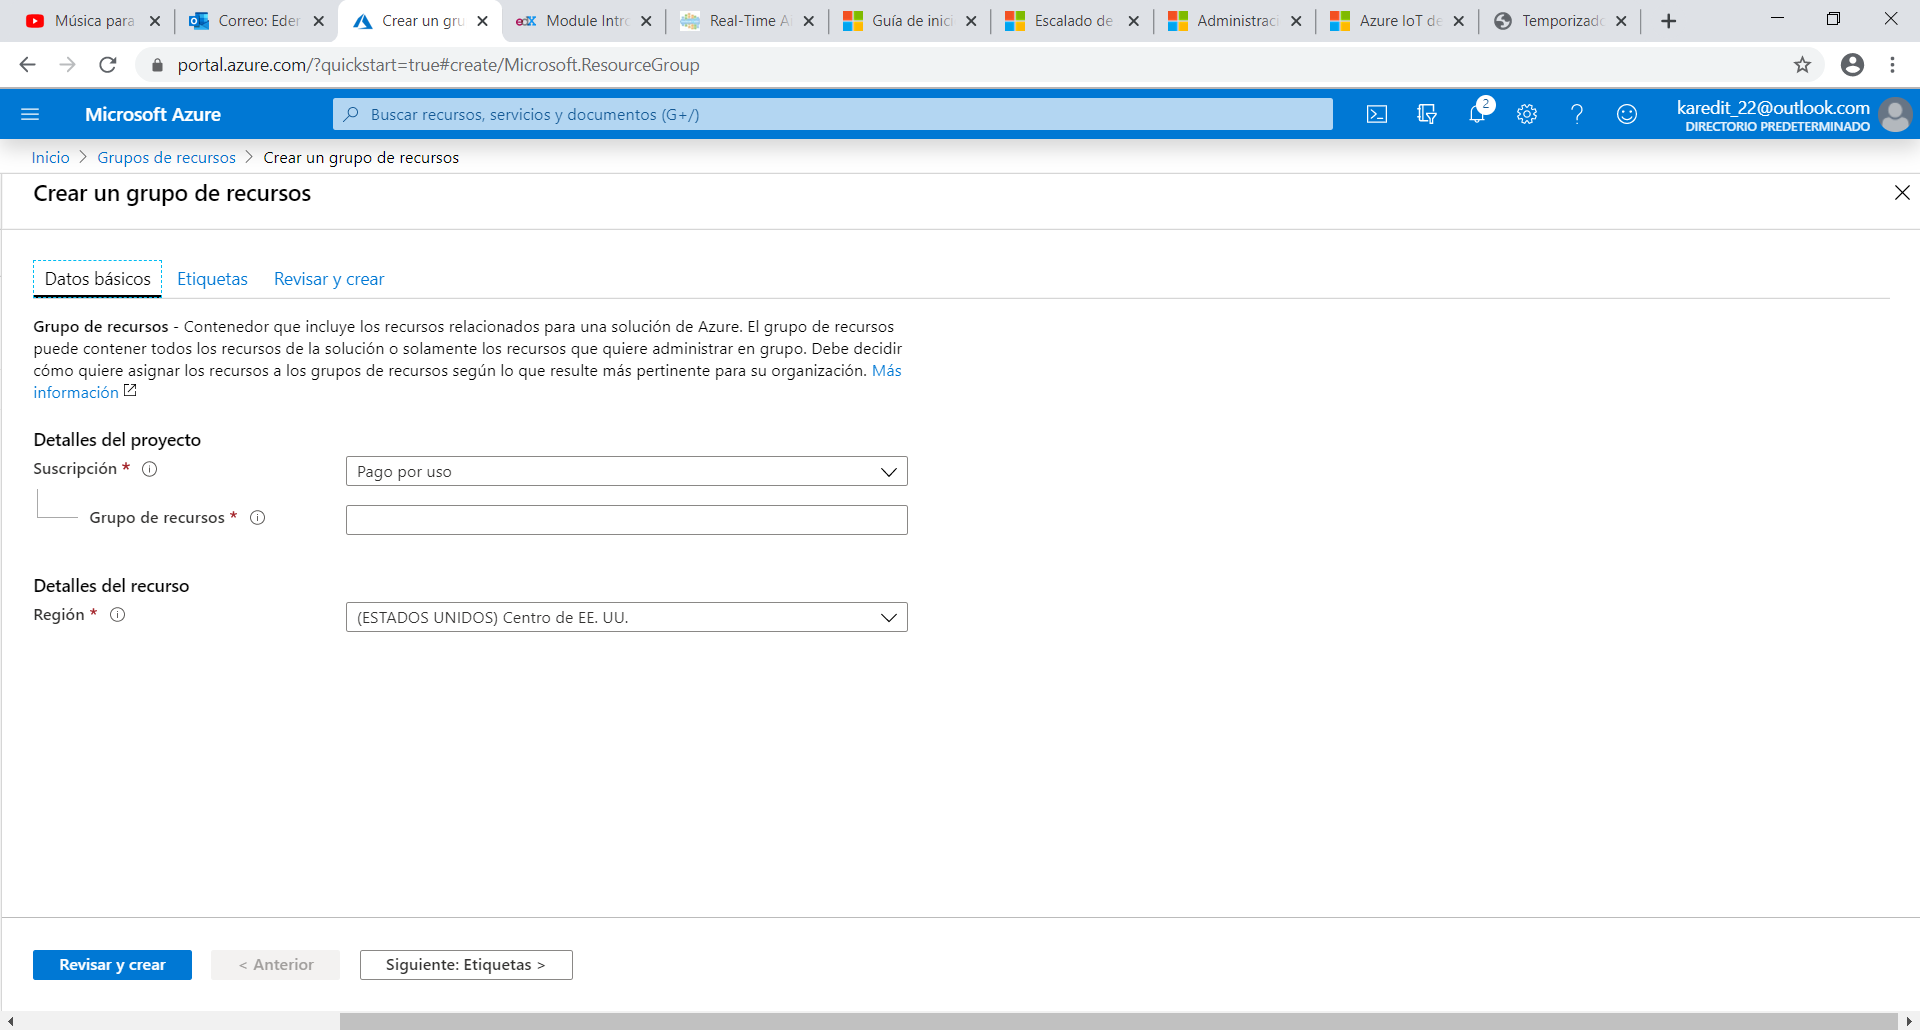 Música para
Correo: Eder
Crear un gru
edX
Module Intro
Real-Time Ai
Guía de inici
Escalado de
Administraci
Azure IoT de
Temporizado
portal.azure.com/?quickstart=true#create/Microsoft.ResourceGroup
Microsoft Azure
Buscar recursos, servicios y documentos (G+/)
2
karedit_22@outlook.com
DIRECTORIO PREDETERMINADO
Inicio > Grupos de recursos > Crear un grupo de recursos
Crear un grupo de recursos
Datos básicos
Etiquetas
Revisar y crear
Grupo de recursos - Contenedor que incluye los recursos relacionados para una solución de Azure. El grupo de recursos
puede contener todos los recursos de la solución o solamente los recursos que quiere administrar en grupo. Debe decidir
cómo quiere asignar los recursos a los grupos de recursos según lo que resulte más pertinente para su organización. Más
información
Detalles del proyecto
Suscripción *
Pago por uso
Grupo de recursos *
Detalles del recurso
Región *
(ESTADOS UNIDOS) Centro de EE. UU.
Revisar y crear
< Anterior
Siguiente: Etiquetas >